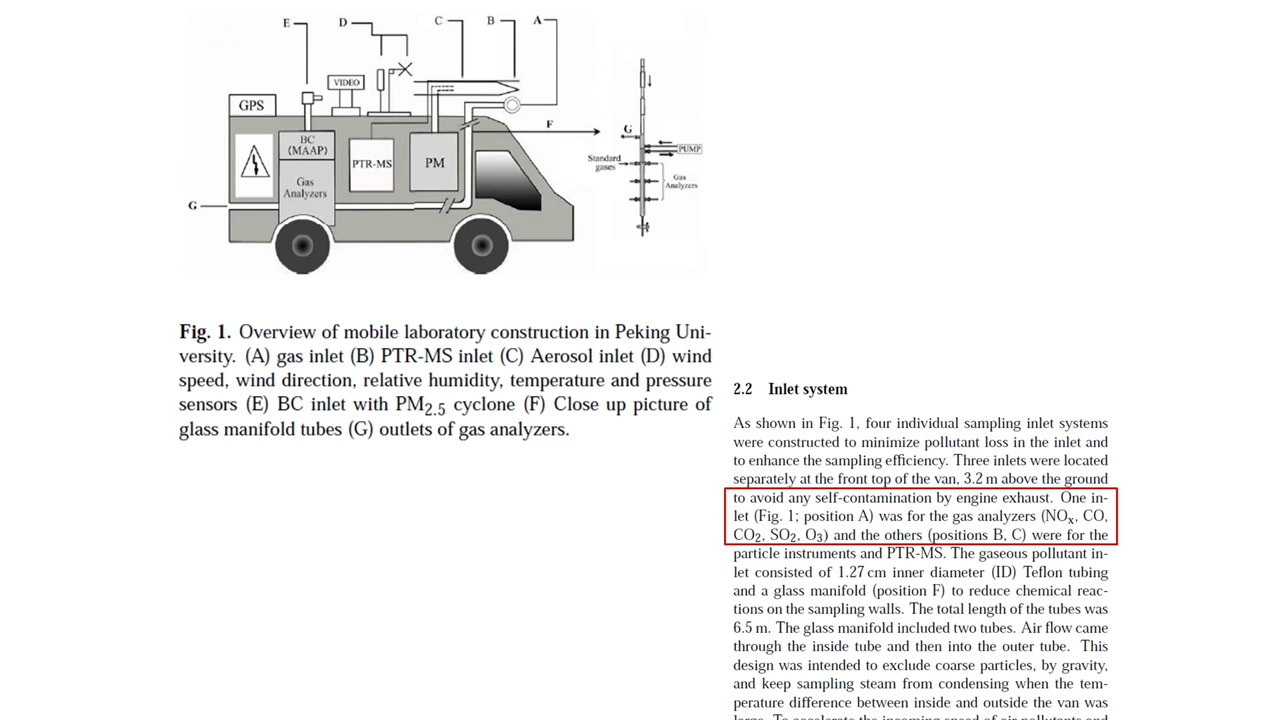 E
D
C
B
A
VIDEO
GPS
BC
(MAAP)
PTR-MS
PM
Gas
Analyzers
G
F
G
PUMP
Standard
gases
Gas
Analyzers
Fig. 1. Overview of mobile laboratory construction in Peking Uni-
versity. (A) gas inlet (B) PTR-MS inlet (C) Aerosol inlet (D) wind
speed, wind direction, relative humidity, temperature and pressure
sensors (E) BC inlet with PM2.5 cyclone (F) Close up picture of
glass manifold tubes (G) outlets of gas analyzers.
2.2 Inlet system
As shown in Fig. 1, four individual sampling inlet systems
were constructed to minimize pollutant loss in the inlet and
to enhance the sampling efficiency. Three inlets were located
separately at the front top of the van, 3.2 m above the ground
to avoid any self-contamination by engine exhaust. One in-
let (Fig. 1; position A) was for the gas analyzers (NOx, CO,
CO2, SO2, O3) and the others (positions B, C) were for the
particle instruments and PTR-MS. The gaseous pollutant in-
let consisted of 1.27 cm inner diameter (ID) Teflon tubing
and a glass manifold (position F) to reduce chemical reac-
tions on the sampling walls. The total length of the tubes was
6.5 m. The glass manifold included two tubes. Air flow came
through the inside tube and then into the outer tube. This
design was intended to exclude coarse particles, by gravity,
and keep sampling steam from condensing when the tem-
perature difference between inside and outside the van was